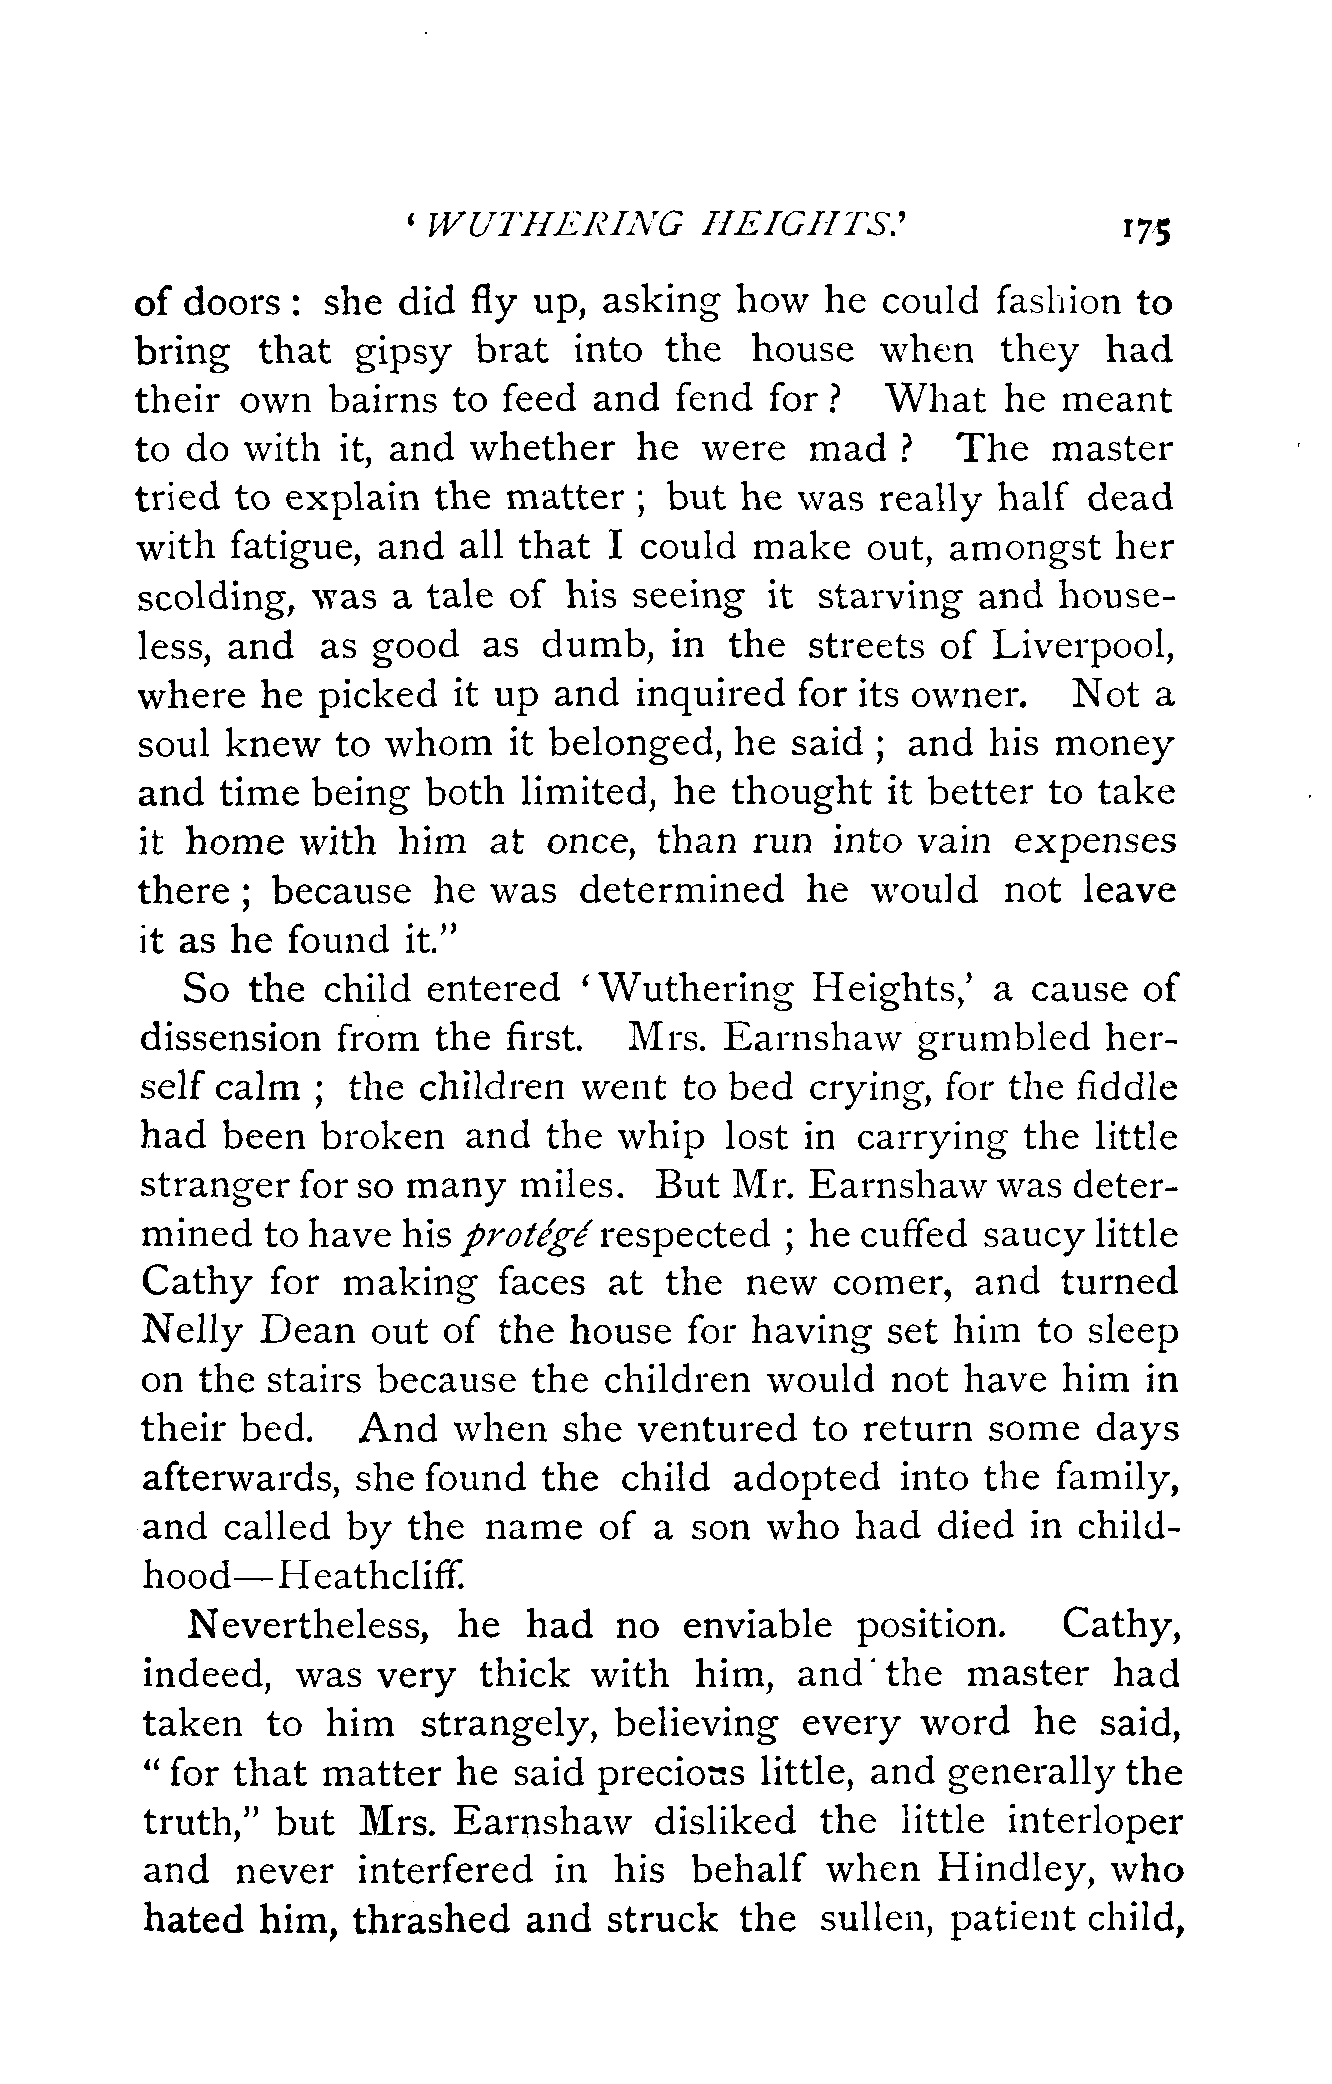 ‘ WUTHERING HEIGHTS.’ 175
of doors : she did fly up, asking how he could fashion to
bring that gipsy brat into the house when they had
their own bairns to feed and fend for ? What he meant
to do with it, and whether he were mad ? The master
tried to explain the matter ; but he was really half dead
with fatigue, and all that I could make out, amongst her
scolding, was a tale of his seeing it starving and house-
less, and as good as dumb, in the streets of Liverpool,
where he picked it up and inquired for its owner. Not a
soul knew to whom it belonged, he said ; and his money
and time being both limited, he thought it better to take
it home with him at once, than run into vain expenses
there ; because he was determined he would not leave
it as he found it.”
So the child entered ‘Wuthering Heights,’ a cause of
dissension from the first. Mrs. Earnshaw grumbled her-
self calm ; the children went to bed crying, for the fiddle
had been broken and the whip lost in carrying the little
stranger for so many miles. But Mr. Earnshaw was deter-
mined to have his protégé respected ; he cuffed saucy little
Cathy for making faces at the new comer, and turned
Nelly Dean out of the house for having set him to sleep
on the stairs because the children would not have him in
their bed. And when she ventured to return some days
afterwards, she found the child adopted into the family,
and called by the name of a son who had died in child-
hood—Heathcliff.
Nevertheless, he had no enviable position. Cathy,
indeed, was very thick with him, and the master had
taken to him strangely, believing every word he said,
“ for that matter he said precious little, and generally the
truth,” but Mrs. Earnshaw disliked the little interloper
and never interfered in his behalf when Hindley, who
hated him, thrashed and struck the sullen, patient child,